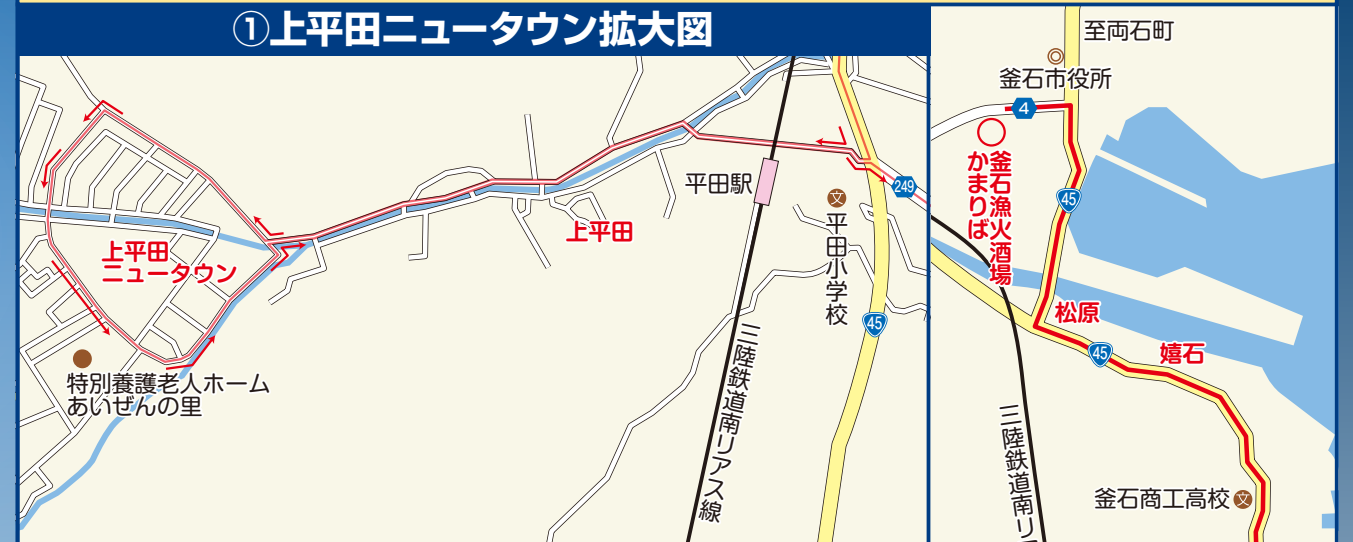 ①上平田ニュータウン拡大図
上平田
ニュータウン
特別養護老人ホーム
あいぜんの里
上平田
平田駅
平田小学校
文
249
45
三陸鉄道南リアス線
至両石町
釜石市役所
4
釜石漁火酒場
かまりば
45
松原
45
嬉石
三陸鉄道南リ
釜石商工高校
文